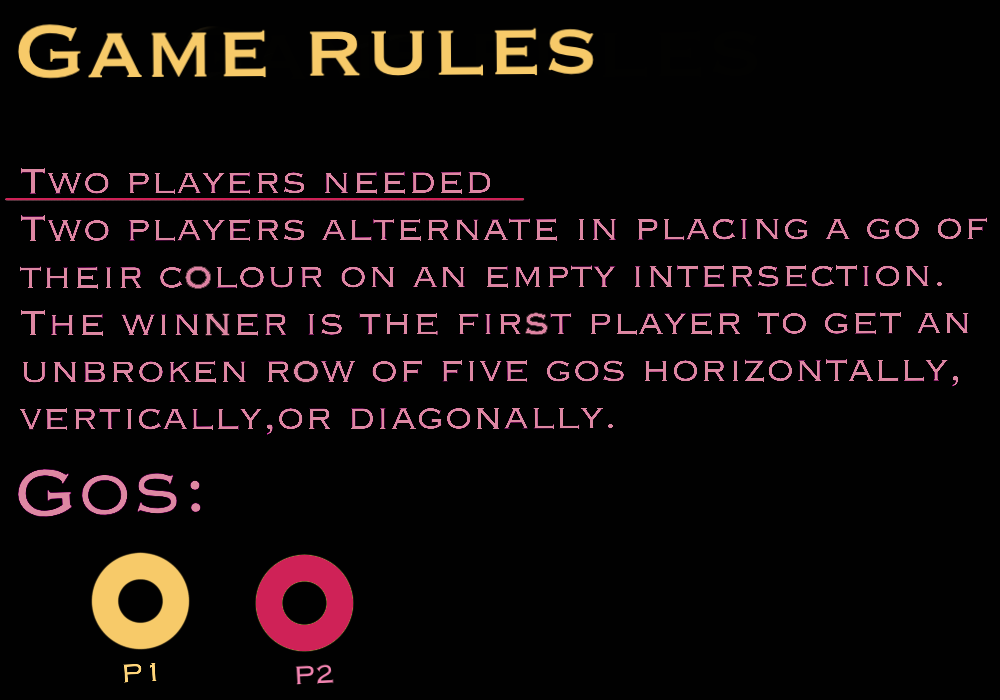 Game rules
Two players needed
Two players alternate in placing a go of
their colour on an empty intersection.
The winner is the first player to get an
unbroken row of five gos horizontally,
vertically,or diagonally.
Gos:
P1 P2